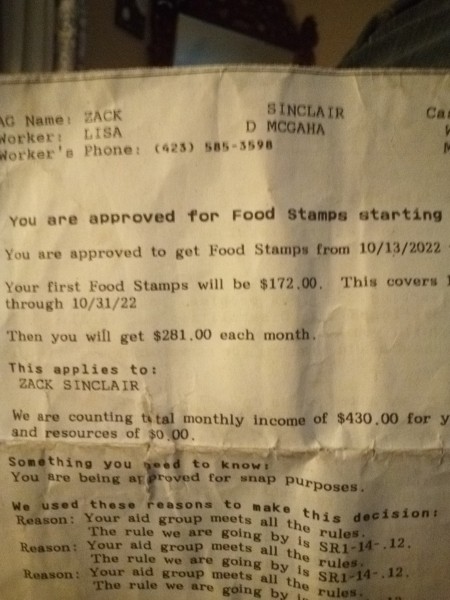 AG Name: ZACK SINCLAIR Ca
Worker: LISA D MCGAHA
Worker's Phone: (423) 585-3598
You are approved for Food Stamps starting
You are approved to get Food Stamps from 10/13/2022
Your first Food Stamps will be $172.00. This covers
through 10/31/22
Then you will get $281.00 each month.
This applies to:
ZACK SINCLAIR
We are counting total monthly income of $430.00 for y
and resources of $0.00.
Something you need to know:
You are being approved for snap purposes.
We used these reasons to make this decision:
Reason: Your aid group meets all the rules.
The rule we are going by is SR1-14-.12.
Reason: Your aid group meets all the rules.
The rule we are going by is SR1-14-.12.
Reason: Your aid group meets all the rules.
The rule we are going by is